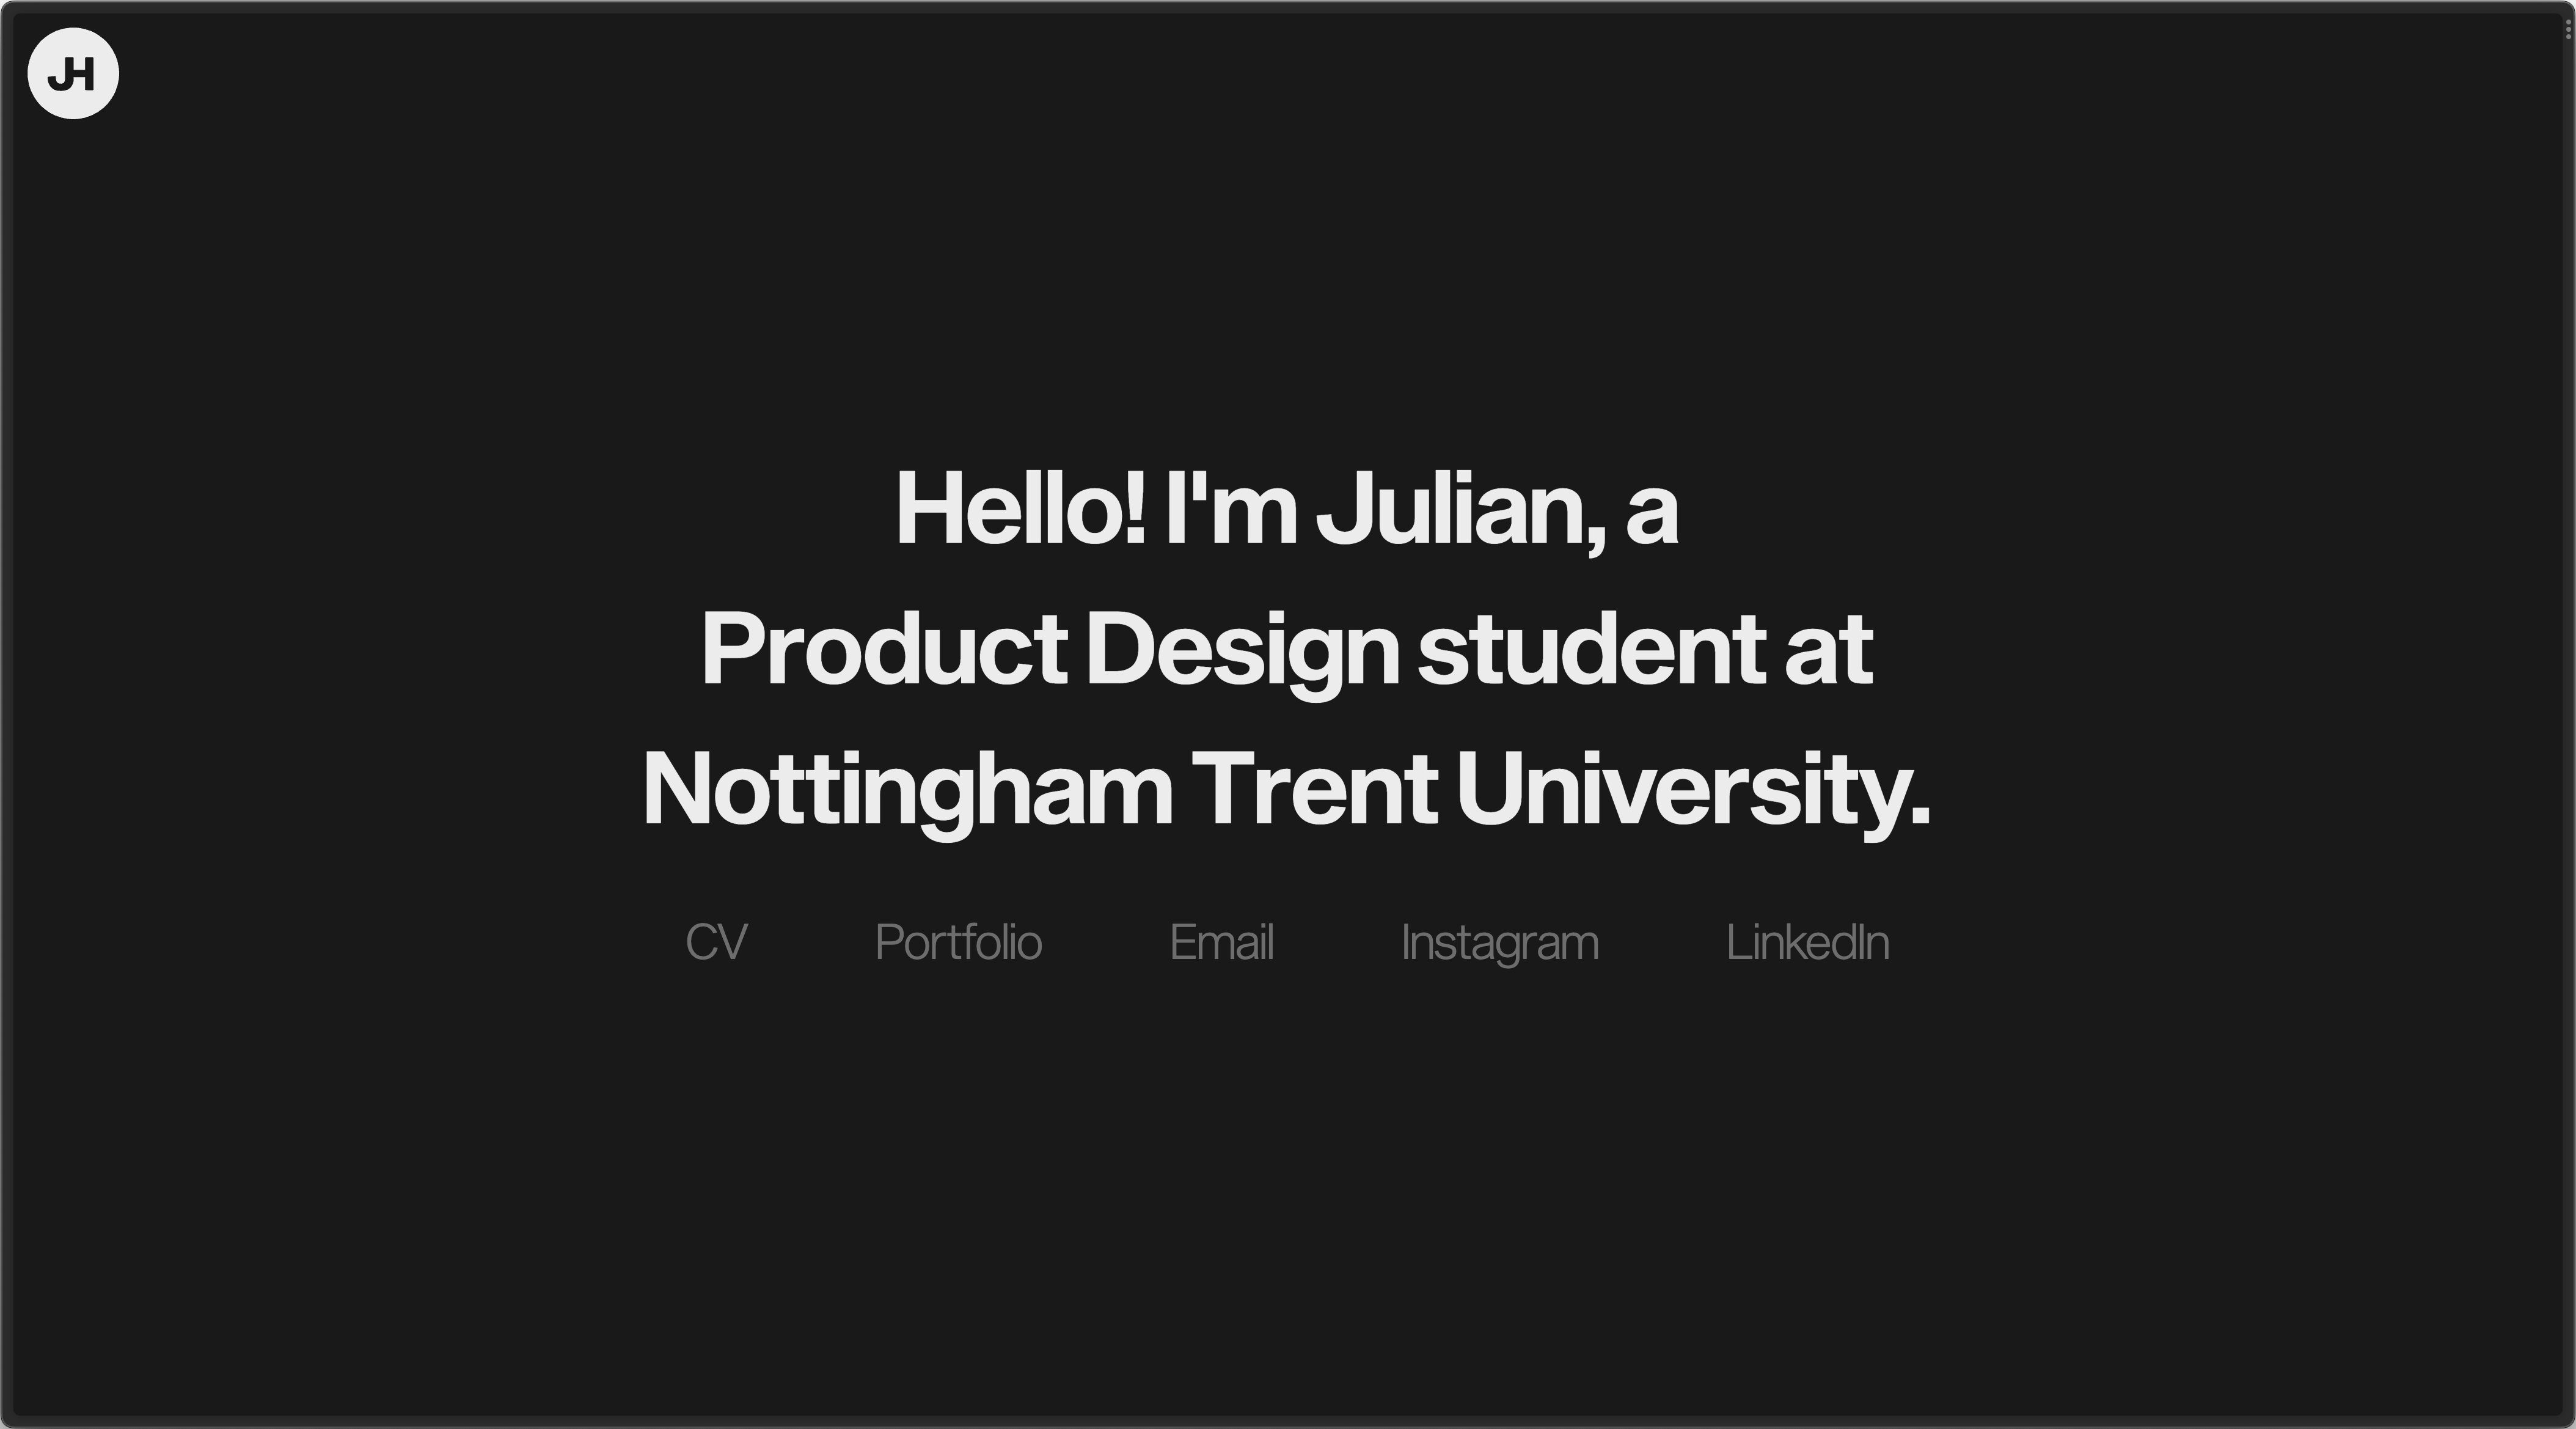 JH
Hello! I'm Julian, a
Product Design student at
Nottingham Trent University.
CV Portfolio Email Instagram LinkedIn